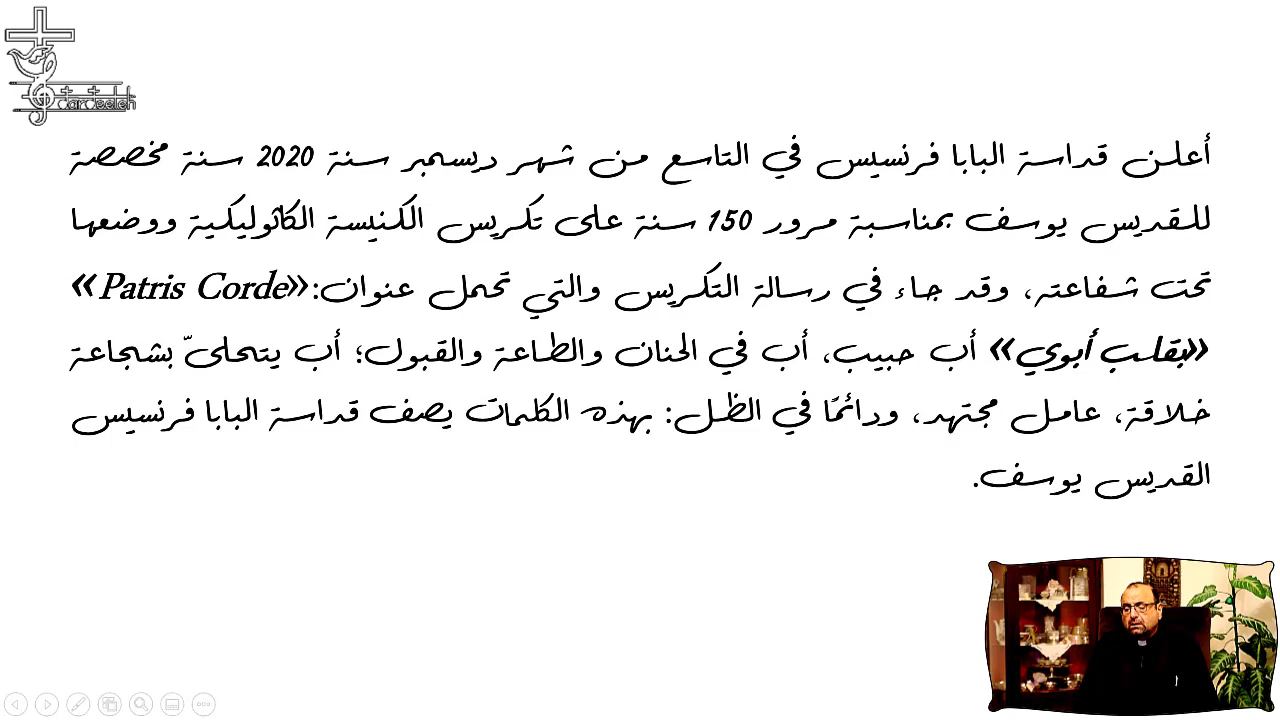 dardeeleh
أعلن قداسة البابا فرنسيس في التاسع من شهر ديسمبر سنة 2020 سنة مخصصة
للقديس يوسف بمناسبة مرور 150 سنة على تكريس الكنيسة الكاثوليكية ووضعها
تحت شفاعته، وقد جاء في رسالة التكريس والتي تحمل عنوان:«Patris Corde»
«بقلب أبوي» أب حبيب، أب في الحنان والطاعة والقبول؛ أب يتحلىّ بشجاعة
خلاقة، عامل مجتهد، ودائمًا في الظل: بهذه الكلمات يصف قداسة البابا فرنسيس
القديس يوسف.